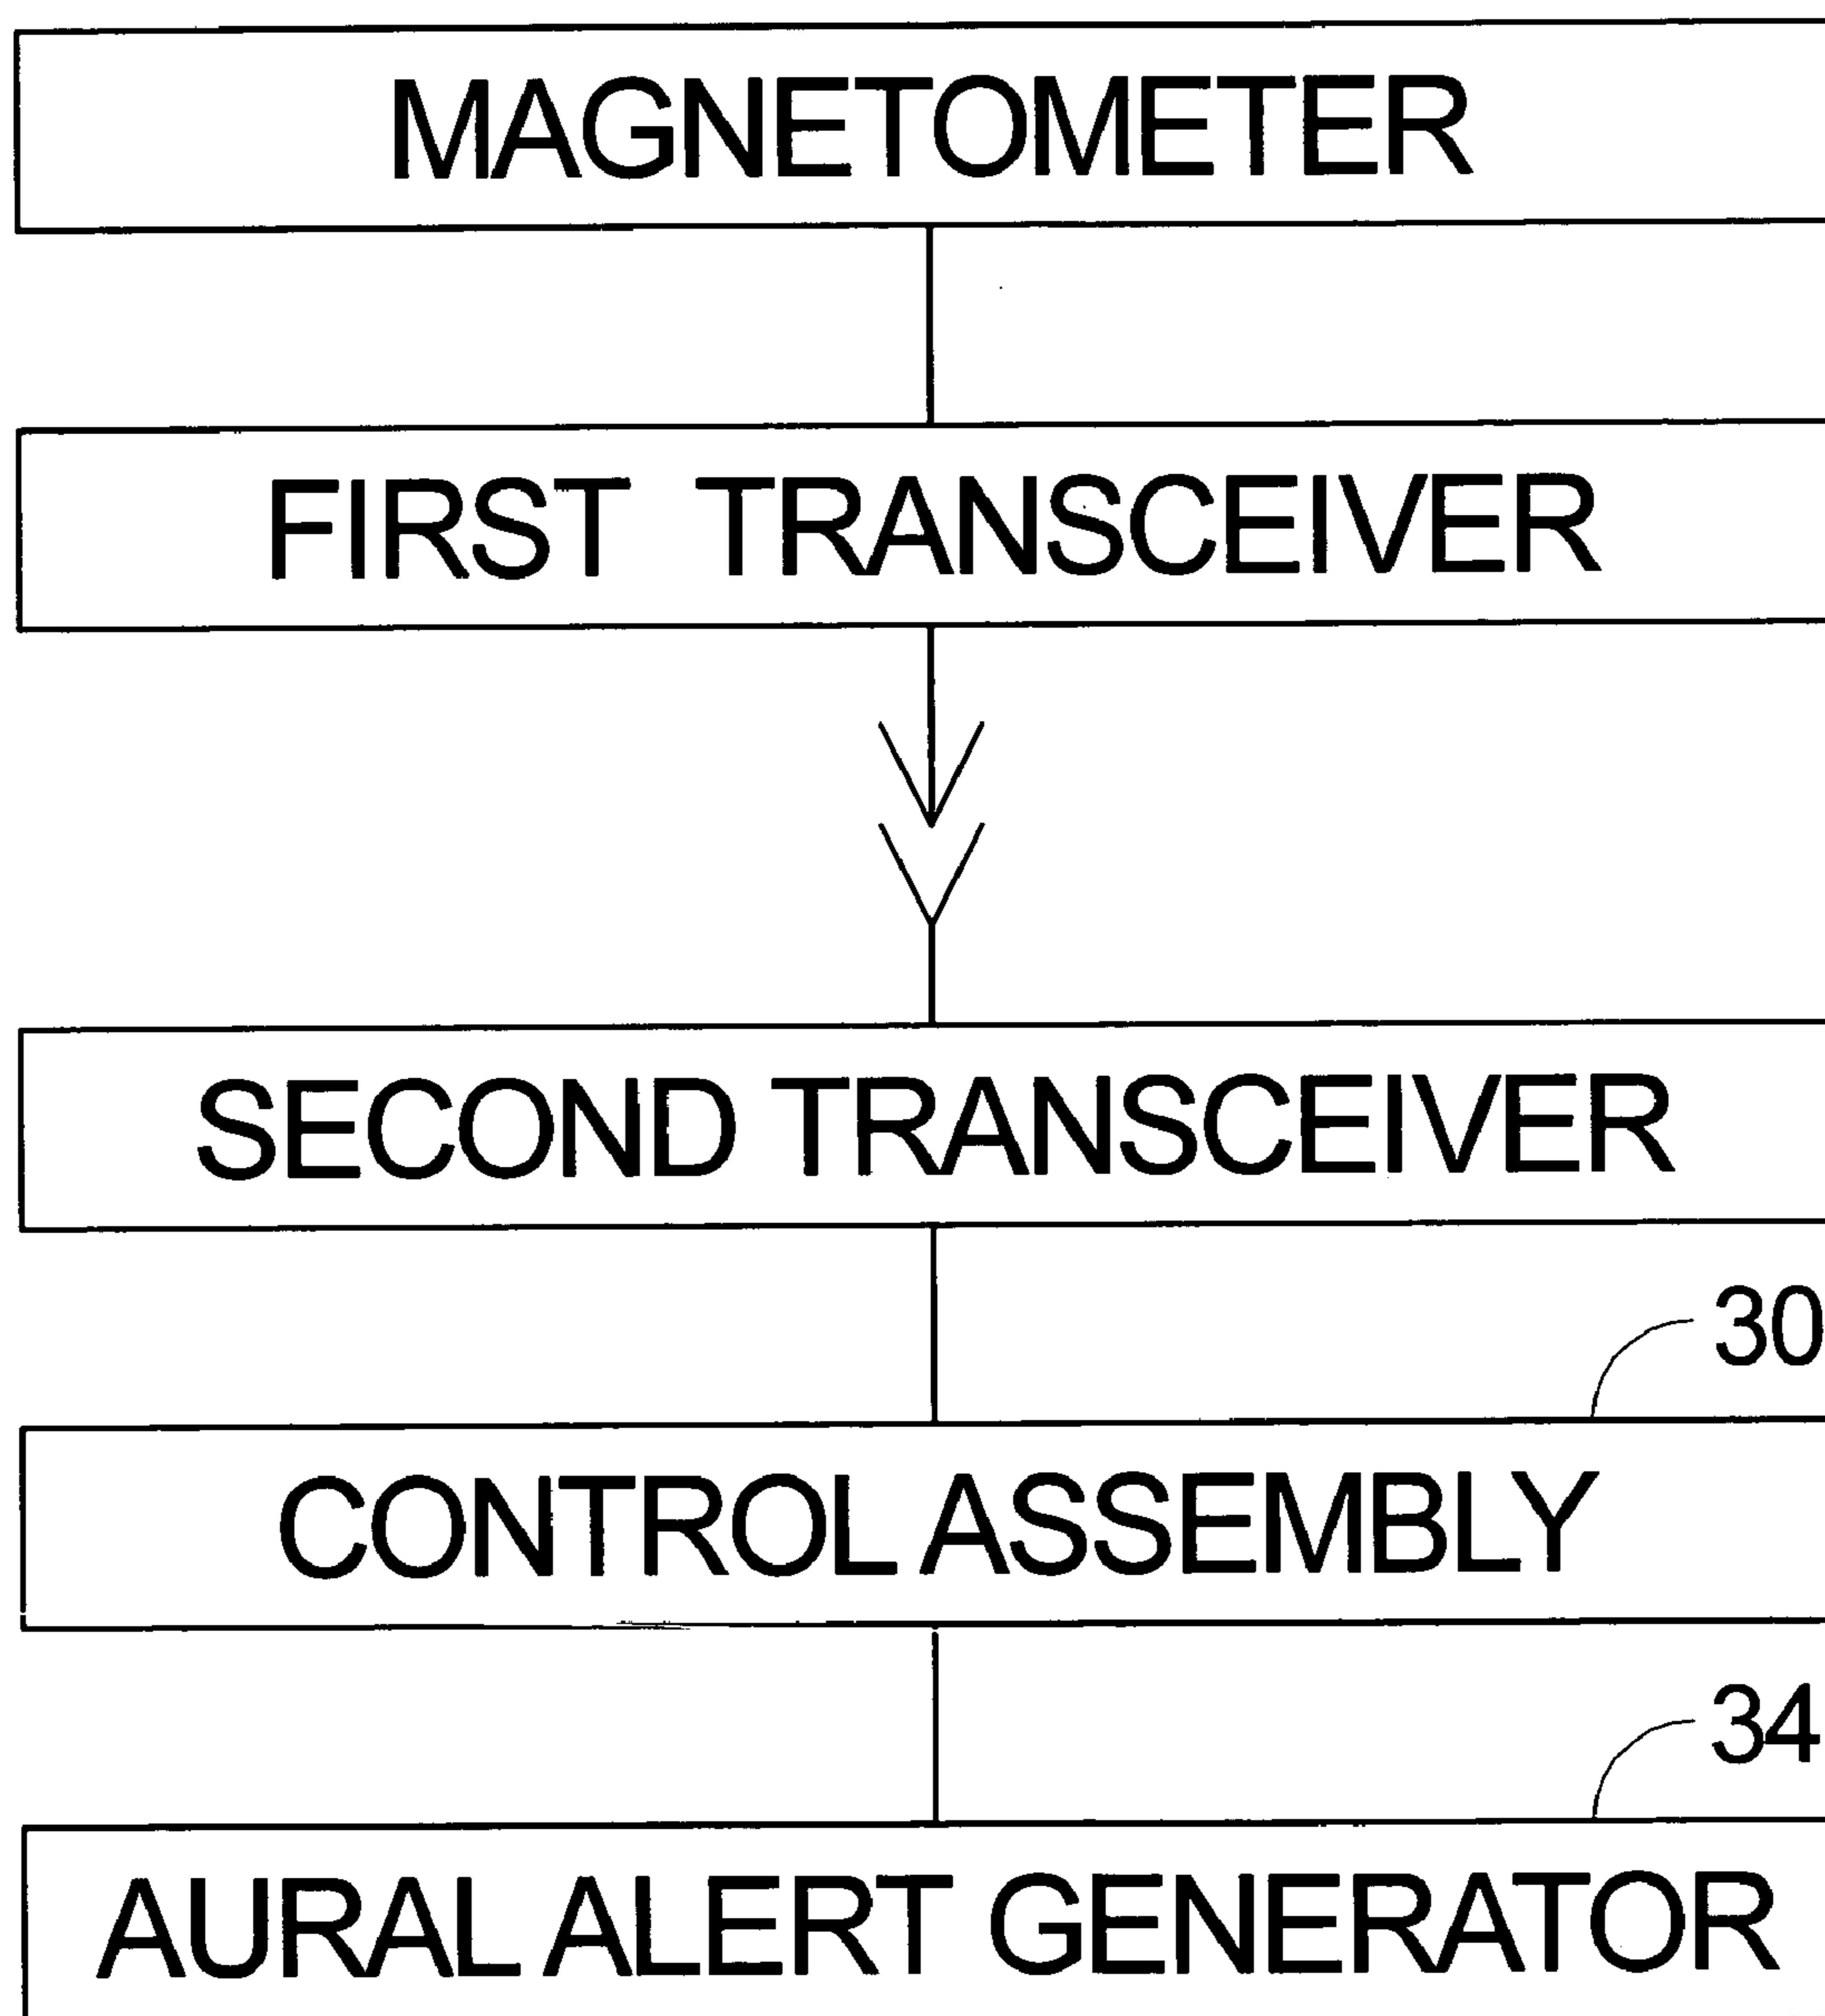 MAGNETOMETER
FIRST TRANSCEIVER
SECOND TRANSCEIVER
30
CONTROL ASSEMBLY
34
AURAL ALERT GENERATOR